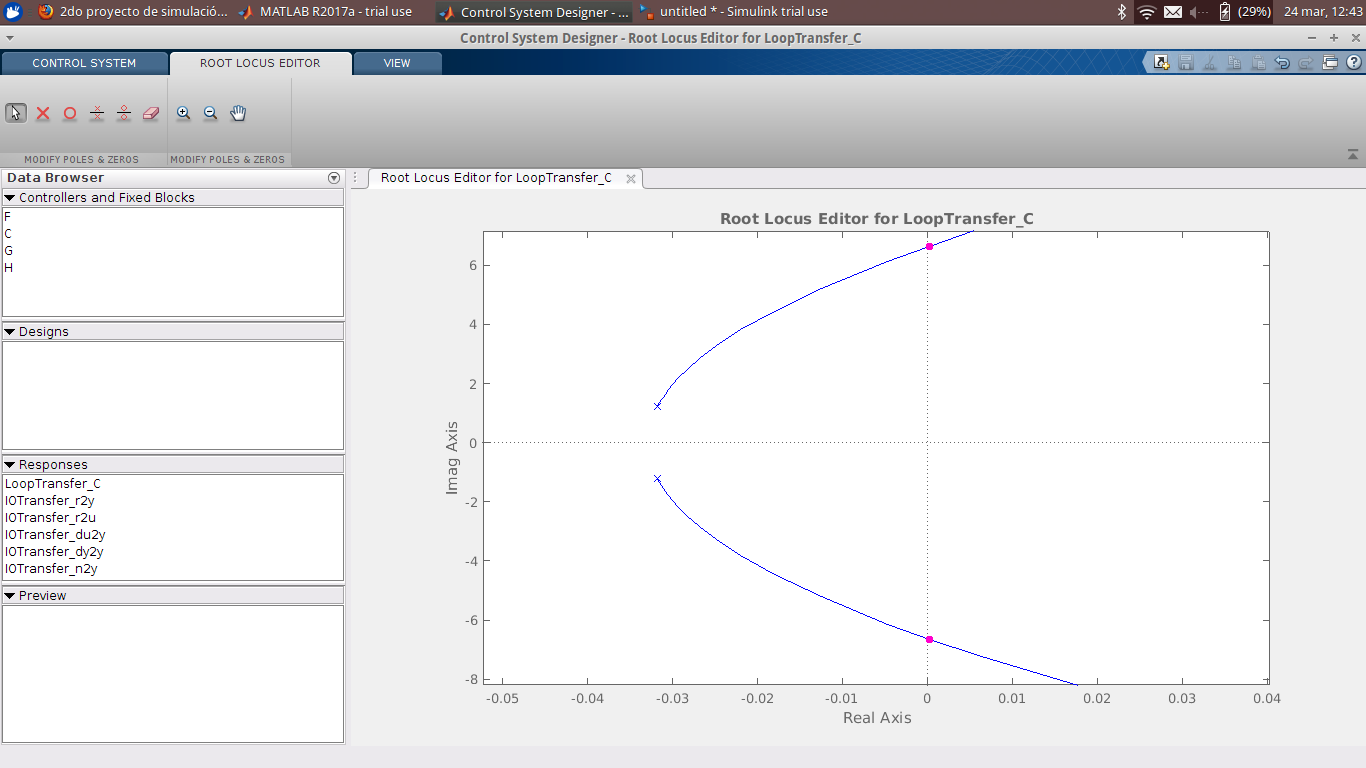 2do proyecto de simulació... MATLAB R2017a - trial use Control System Designer - ... untitled * - Simulink trial use (29%) 24 mar, 12:43
Control System Designer - Root Locus Editor for LoopTransfer_C
CONTROL SYSTEM ROOT LOCUS EDITOR VIEW
MODIFY POLES & ZEROS MODIFY POLES & ZEROS
Data Browser
Controllers and Fixed Blocks
F
C
G
H
Designs
Responses
LoopTransfer_C
IOTransfer_r2y
IOTransfer_r2u
IOTransfer_du2y
IOTransfer_dy2y
IOTransfer_n2y
Preview
Root Locus Editor for LoopTransfer_C
Root Locus Editor for LoopTransfer_C
Imag Axis
6
4
2
0
-2
-4
-6
-8
-0.05 -0.04 -0.03 -0.02 -0.01 0 0.01 0.02 0.03 0.04
Real Axis